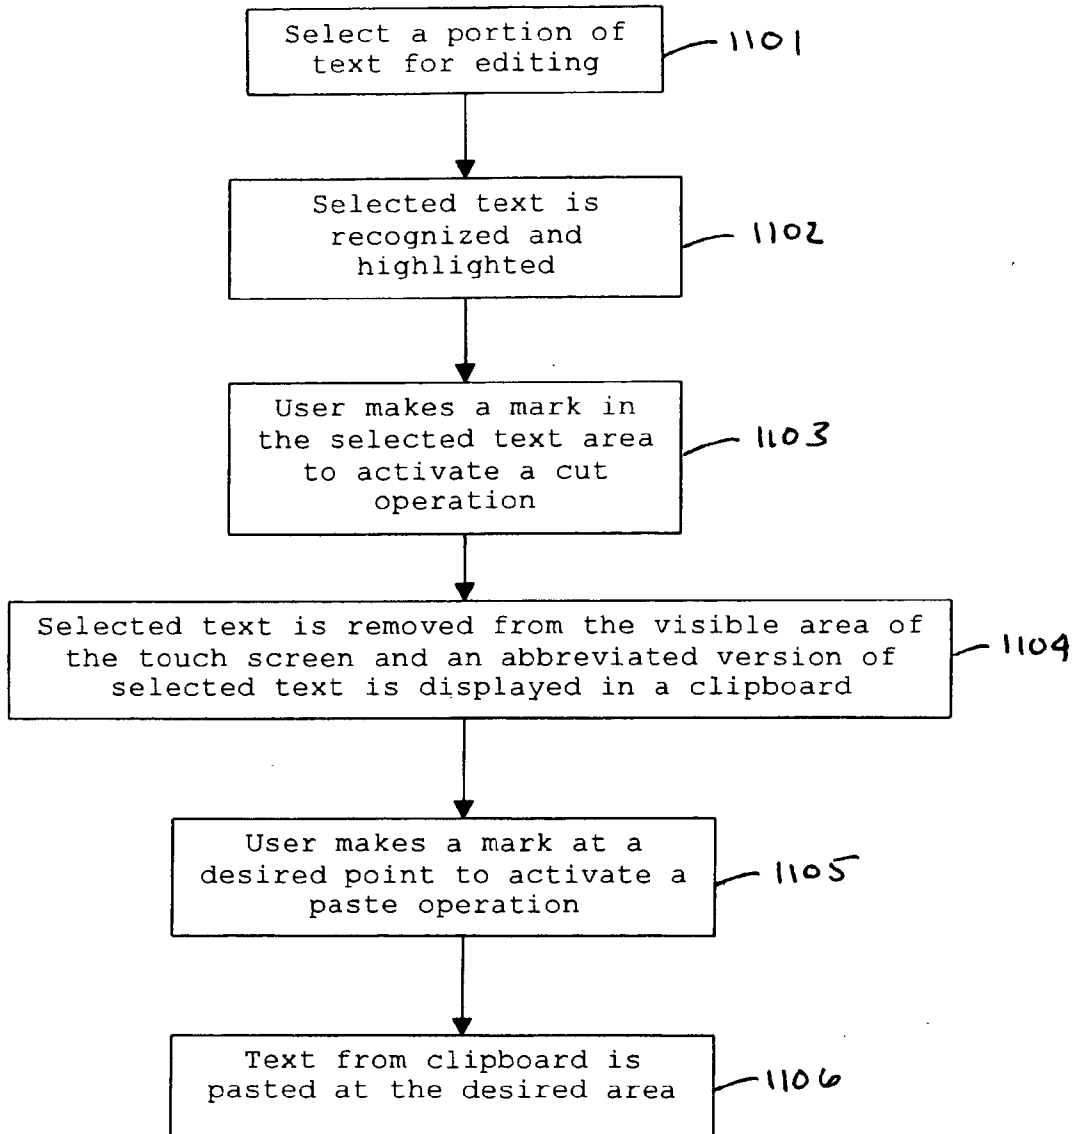 Select a portion of
text for editing
1101
Selected text is
recognized and
highlighted
1102
User makes a mark in
the selected text area
to activate a cut
operation
1103
Selected text is removed from the visible area of
the touch screen and an abbreviated version of
selected text is displayed in a clipboard
1104
User makes a mark at a
desired point to activate a
paste operation
1105
Text from clipboard is
pasted at the desired area
1106